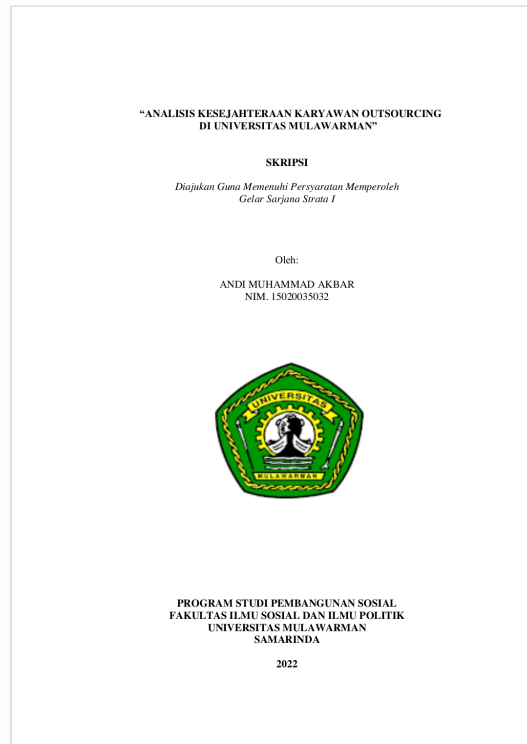 “ANALISIS KESEJAHTERAAN KARYAWAN OUTSOURCING
DI UNIVERSITAS MULAWARMAN”
SKRIPSI
Diajukan Guna Memenuhi Persyaratan Memperoleh
Gelar Sarjana Strata I
Oleh:
ANDI MUHAMMAD AKBAR
NIM. 15020035032
UNIVERSITAS
MULAWARMAN
PROGRAM STUDI PEMBANGUNAN SOSIAL
FAKULTAS ILMU SOSIAL DAN ILMU POLITIK
UNIVERSITAS MULAWARMAN
SAMARINDA
2022